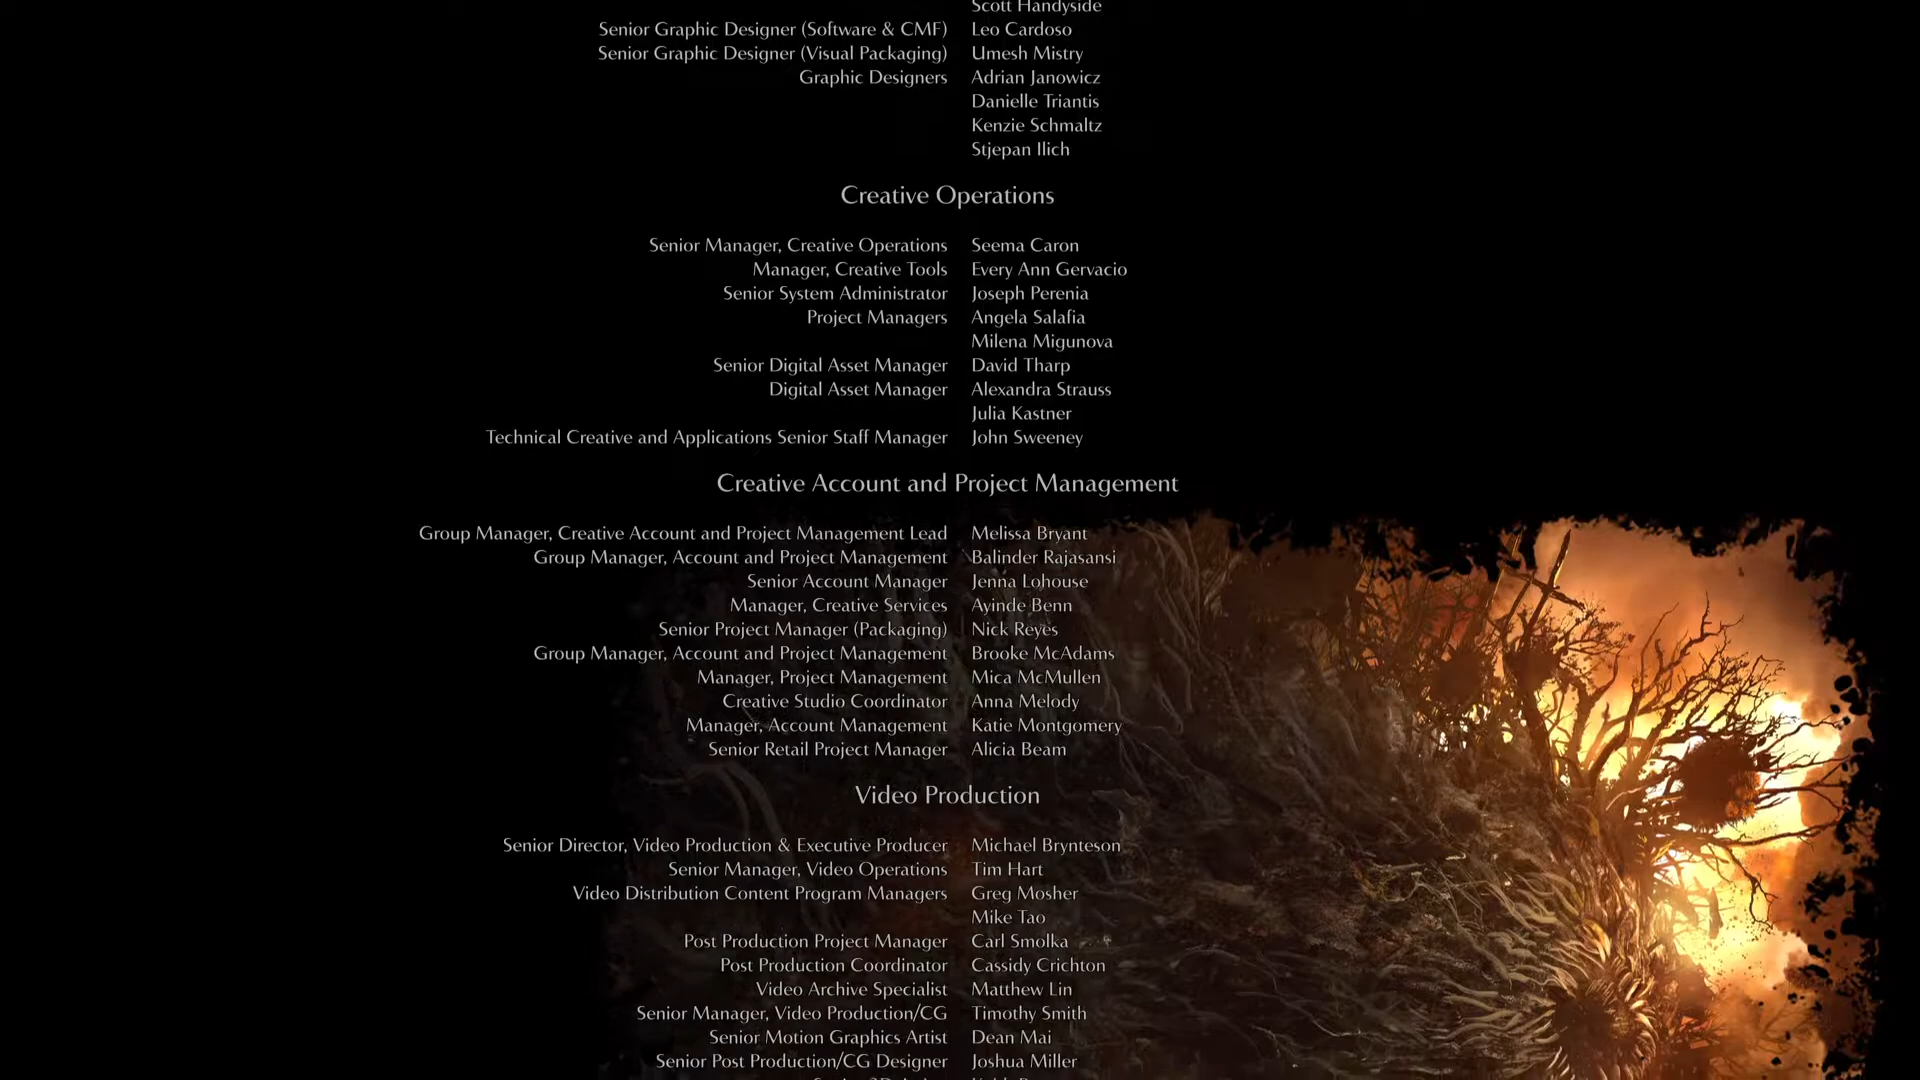 Scott Handyside
Senior Graphic Designer (Software & CMF) Leo Cardoso
Senior Graphic Designer (Visual Packaging) Umesh Mistry
Graphic Designers Adrian Janowicz
Danielle Triantis
Kenzie Schmaltz
Stjepan Ilich
Creative Operations
Senior Manager, Creative Operations Seema Caron
Manager, Creative Tools Every Ann Gervacio
Senior System Administrator Joseph Perenia
Project Managers Angela Salafia
Milena Migunova
Senior Digital Asset Manager David Tharp
Digital Asset Manager Alexandra Strauss
Julia Kastner
Technical Creative and Applications Senior Staff Manager John Sweeney
Creative Account and Project Management
Group Manager, Creative Account and Project Management Lead Melissa Bryant
Group Manager, Account and Project Management Balinder Rajasansi
Senior Account Manager Jenna Lohouse
Manager, Creative Services Ayinde Benn
Senior Project Manager (Packaging) Nick Reyes
Group Manager, Account and Project Management Brooke McAdams
Manager, Project Management Mica McMullen
Creative Studio Coordinator Anna Melody
Manager, Account Management Katie Montgomery
Senior Retail Project Manager Alicia Beam
Video Production
Senior Director, Video Production & Executive Producer Michael Brynteson
Senior Manager, Video Operations Tim Hart
Video Distribution Content Program Managers Greg Mosher
Mike Tao
Post Production Project Manager Carl Smolka
Post Production Coordinator Cassidy Crichton
Video Archive Specialist Matthew Lin
Senior Manager, Video Production/CG Timothy Smith
Senior Motion Graphics Artist Dean Mai
Senior Post Production/CG Designer Joshua Miller